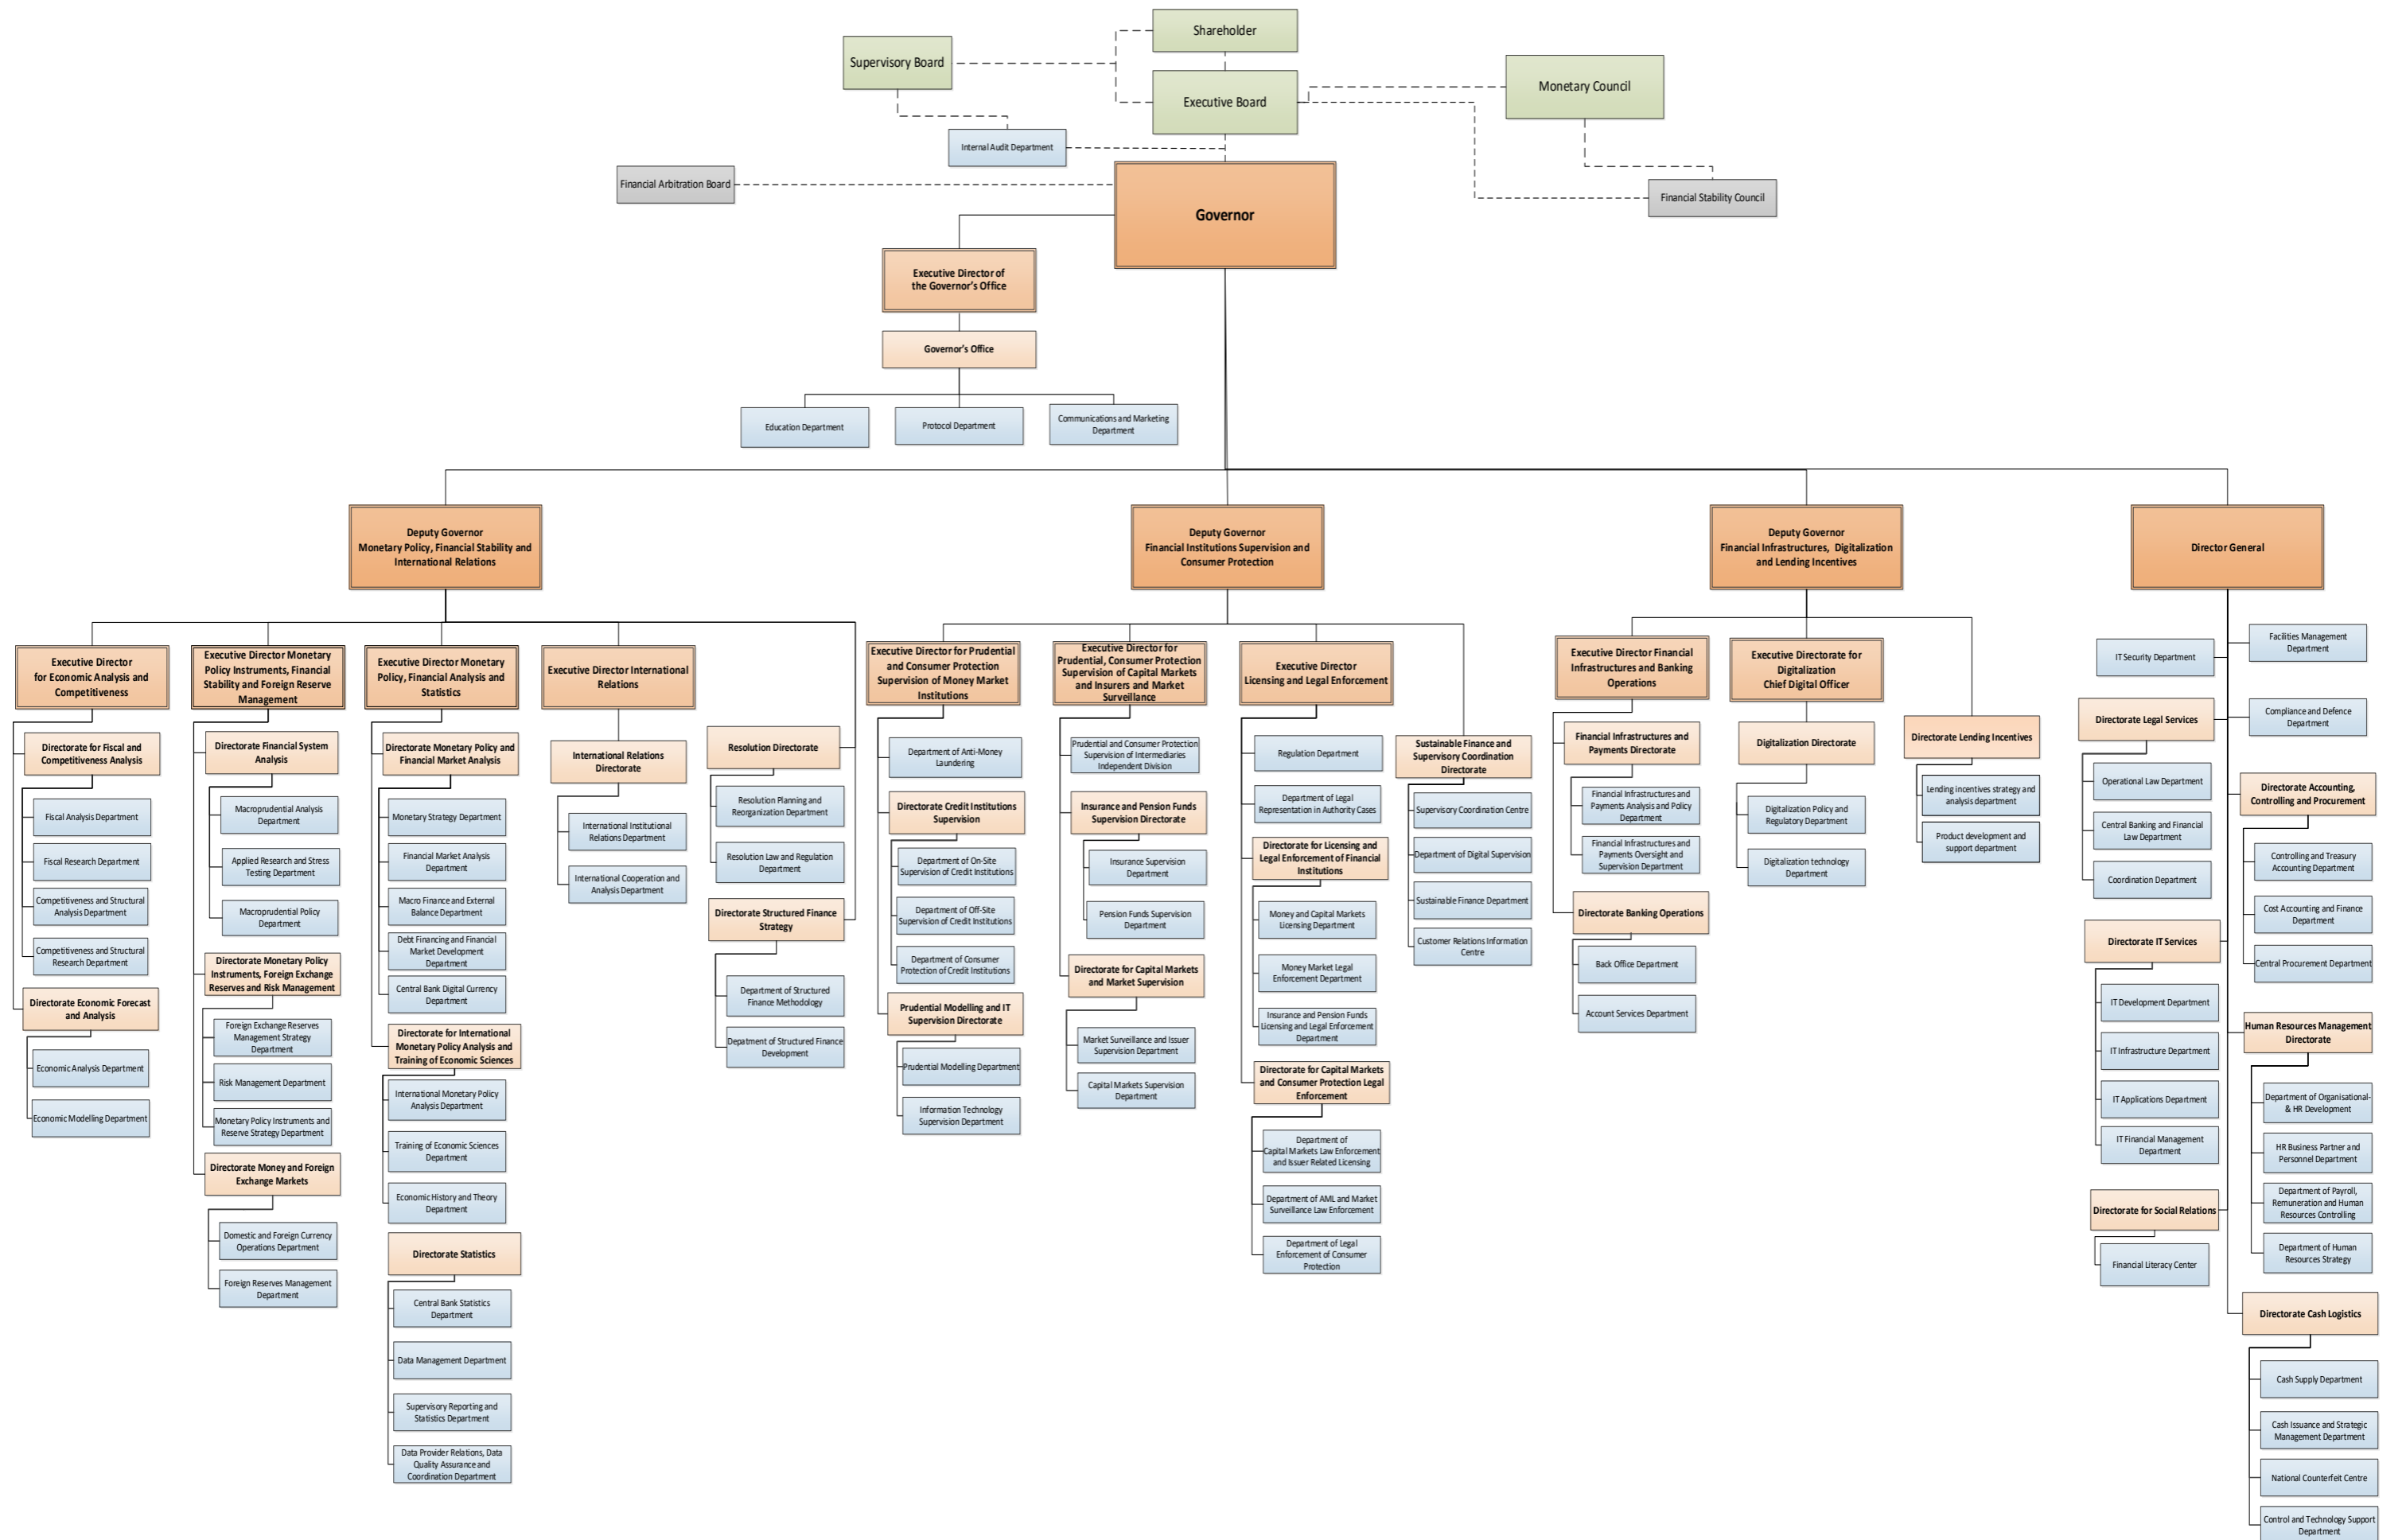 Shareholder
Supervisory Board
Executive Board
Monetary Council
Internal Audit Department
Financial Arbitration Board
Financial Stability Council
Governor
Executive Director of
the Governor's Office
Governor's Office
Education Department
Protocol Department
Communications and Marketing
Department
Deputy Governor
Monetary Policy, Financial Stability and
International Relations
Deputy Governor
Financial Institutions Supervision and
Consumer Protection
Deputy Governor
Financial Infrastructures, Digitalization
and Lending Incentives
Director General
Executive Director
for Economic Analysis and
Competitiveness
Directorate for Fiscal and
Competitiveness Analysis
Fiscal Analysis Department
Fiscal Research Department
Competitiveness and Structural
Analysis Department
Competitiveness and Structural
Research Department
Directorate Economic Forecast
and Analysis
Economic Analysis Department
Economic Modelling Department
Executive Director Monetary
Policy Instruments, Financial
Stability and Foreign Reserve
Management
Directorate Financial System
Analysis
Macroprudential Analysis
Department
Applied Research and Stress
Testing Department
Macroprudential Policy
Department
Directorate Monetary Policy
Instruments, Foreign Exchange
Reserves and Risk Management
Foreign Exchange Reserves
Management Strategy
Department
Risk Management Department
Monetary Policy Instruments and
Reserve Strategy Department
Directorate Money and Foreign
Exchange Markets
Domestic and Foreign Currency
Operations Department
Foreign Reserves Management
Department
Executive Director Monetary
Policy, Financial Analysis and
Statistics
Directorate Monetary Policy and
Financial Market Analysis
Monetary Strategy Department
Financial Market Analysis
Department
Macro Finance and External
Balance Department
Debt Financing and Financial
Market Development
Department
Central Bank Digital Currency
Department
Directorate for International
Monetary Policy Analysis and
Training of Economic Sciences
International Monetary Policy
Analysis Department
Training of Economic Sciences
Department
Economic History and Theory
Department
Directorate Statistics
Central Bank Statistics
Department
Data Management Department
Supervisory Reporting and
Statistics Department
Data Provider Relations, Data
Quality Assurance and
Coordination Department
Executive Director International
Relations
International Relations
Directorate
International Institutional
Relations Department
International Cooperation and
Analysis Department
Resolution Directorate
Resolution Planning and
Reorganization Department
Resolution Law and Regulation
Department
Directorate Structured Finance
Strategy
Department of Structured
Finance Methodology
Depatment of Structured Finance
Development
Executive Director for Prudential
and Consumer Protection
Supervision of Money Market
Institutions
Department of Anti-Money
Laundering
Directorate Credit Institutions
Supervision
Department of On-Site
Supervision of Credit Institutions
Department of Off-Site
Supervision of Credit Institutions
Department of Consumer
Protection of Credit Institutions
Prudential Modelling and IT
Supervision Directorate
Prudential Modelling Department
Information Technology
Supervision Department
Executive Director for
Prudential, Consumer Protection
Supervision of Capital Markets
and Insurers and Market
Surveillance
Prudential and Consumer Protection
Supervision of Intermediaries
Independent Division
Insurance and Pension Funds
Supervision Directorate
Insurance Supervision
Department
Pension Funds Supervision
Department
Directorate for Capital Markets
and Market Supervision
Market Surveillance and Issuer
Supervision Department
Capital Markets Supervision
Department
Executive Director
Licensing and Legal Enforcement
Regulation Department
Department of Legal
Representation in Authority Cases
Directorate for Licensing and
Legal Enforcement of Financial
Institutions
Money and Capital Markets
Licensing Department
Money Market Legal
Enforcement Department
Insurance and Pension Funds
Licensing and Legal Enforcement
Department
Directorate for Capital Markets
and Consumer Protection Legal
Enforcement
Department of
Capital Markets Law Enforcement
and Issuer Related Licensing
Department of AML and Market
Surveillance Law Enforcement
Department of Legal
Enforcement of Consumer
Protection
Sustainable Finance and
Supervisory Coordination
Directorate
Supervisory Coordination Centre
Department of Digital Supervision
Sustainable Finance Department
Customer Relations Information
Centre
Executive Director Financial
Infrastructures and Banking
Operations
Financial Infrastructures and
Payments Directorate
Financial Infrastructures and
Payments Analysis and Policy
Department
Financial Infrastructures and
Payments Oversight and
Supervision Department
Directorate Banking Operations
Back Office Department
Account Services Department
Executive Directorate for
Digitalization
Chief Digital Officer
Digitalization Directorate
Digitalization Policy and
Regulatory Department
Digitalization technology
Department
Directorate Lending Incentives
Lending incentives strategy and
analysis department
Product development and
support department
IT Security Department
Facilities Management
Department
Directorate Legal Services
Compliance and Defence
Department
Operational Law Department
Central Banking and Financial
Law Department
Coordination Department
Directorate IT Services
IT Development Department
IT Infrastructure Department
IT Applications Department
IT Financial Management
Department
Directorate for Social Relations
Financial Literacy Center
Directorate Accounting,
Controlling and Procurement
Controlling and Treasury
Accounting Department
Cost Accounting and Finance
Department
Central Procurement Department
Human Resources Management
Directorate
Department of Organisational-
& HR Development
HR Business Partner and
Personnel Department
Department of Payroll,
Remuneration and Human
Resources Controlling
Department of Human
Resources Strategy
Directorate Cash Logistics
Cash Supply Department
Cash Issuance and Strategic
Management Department
National Counterfeit Centre
Control and Technology Support
Department